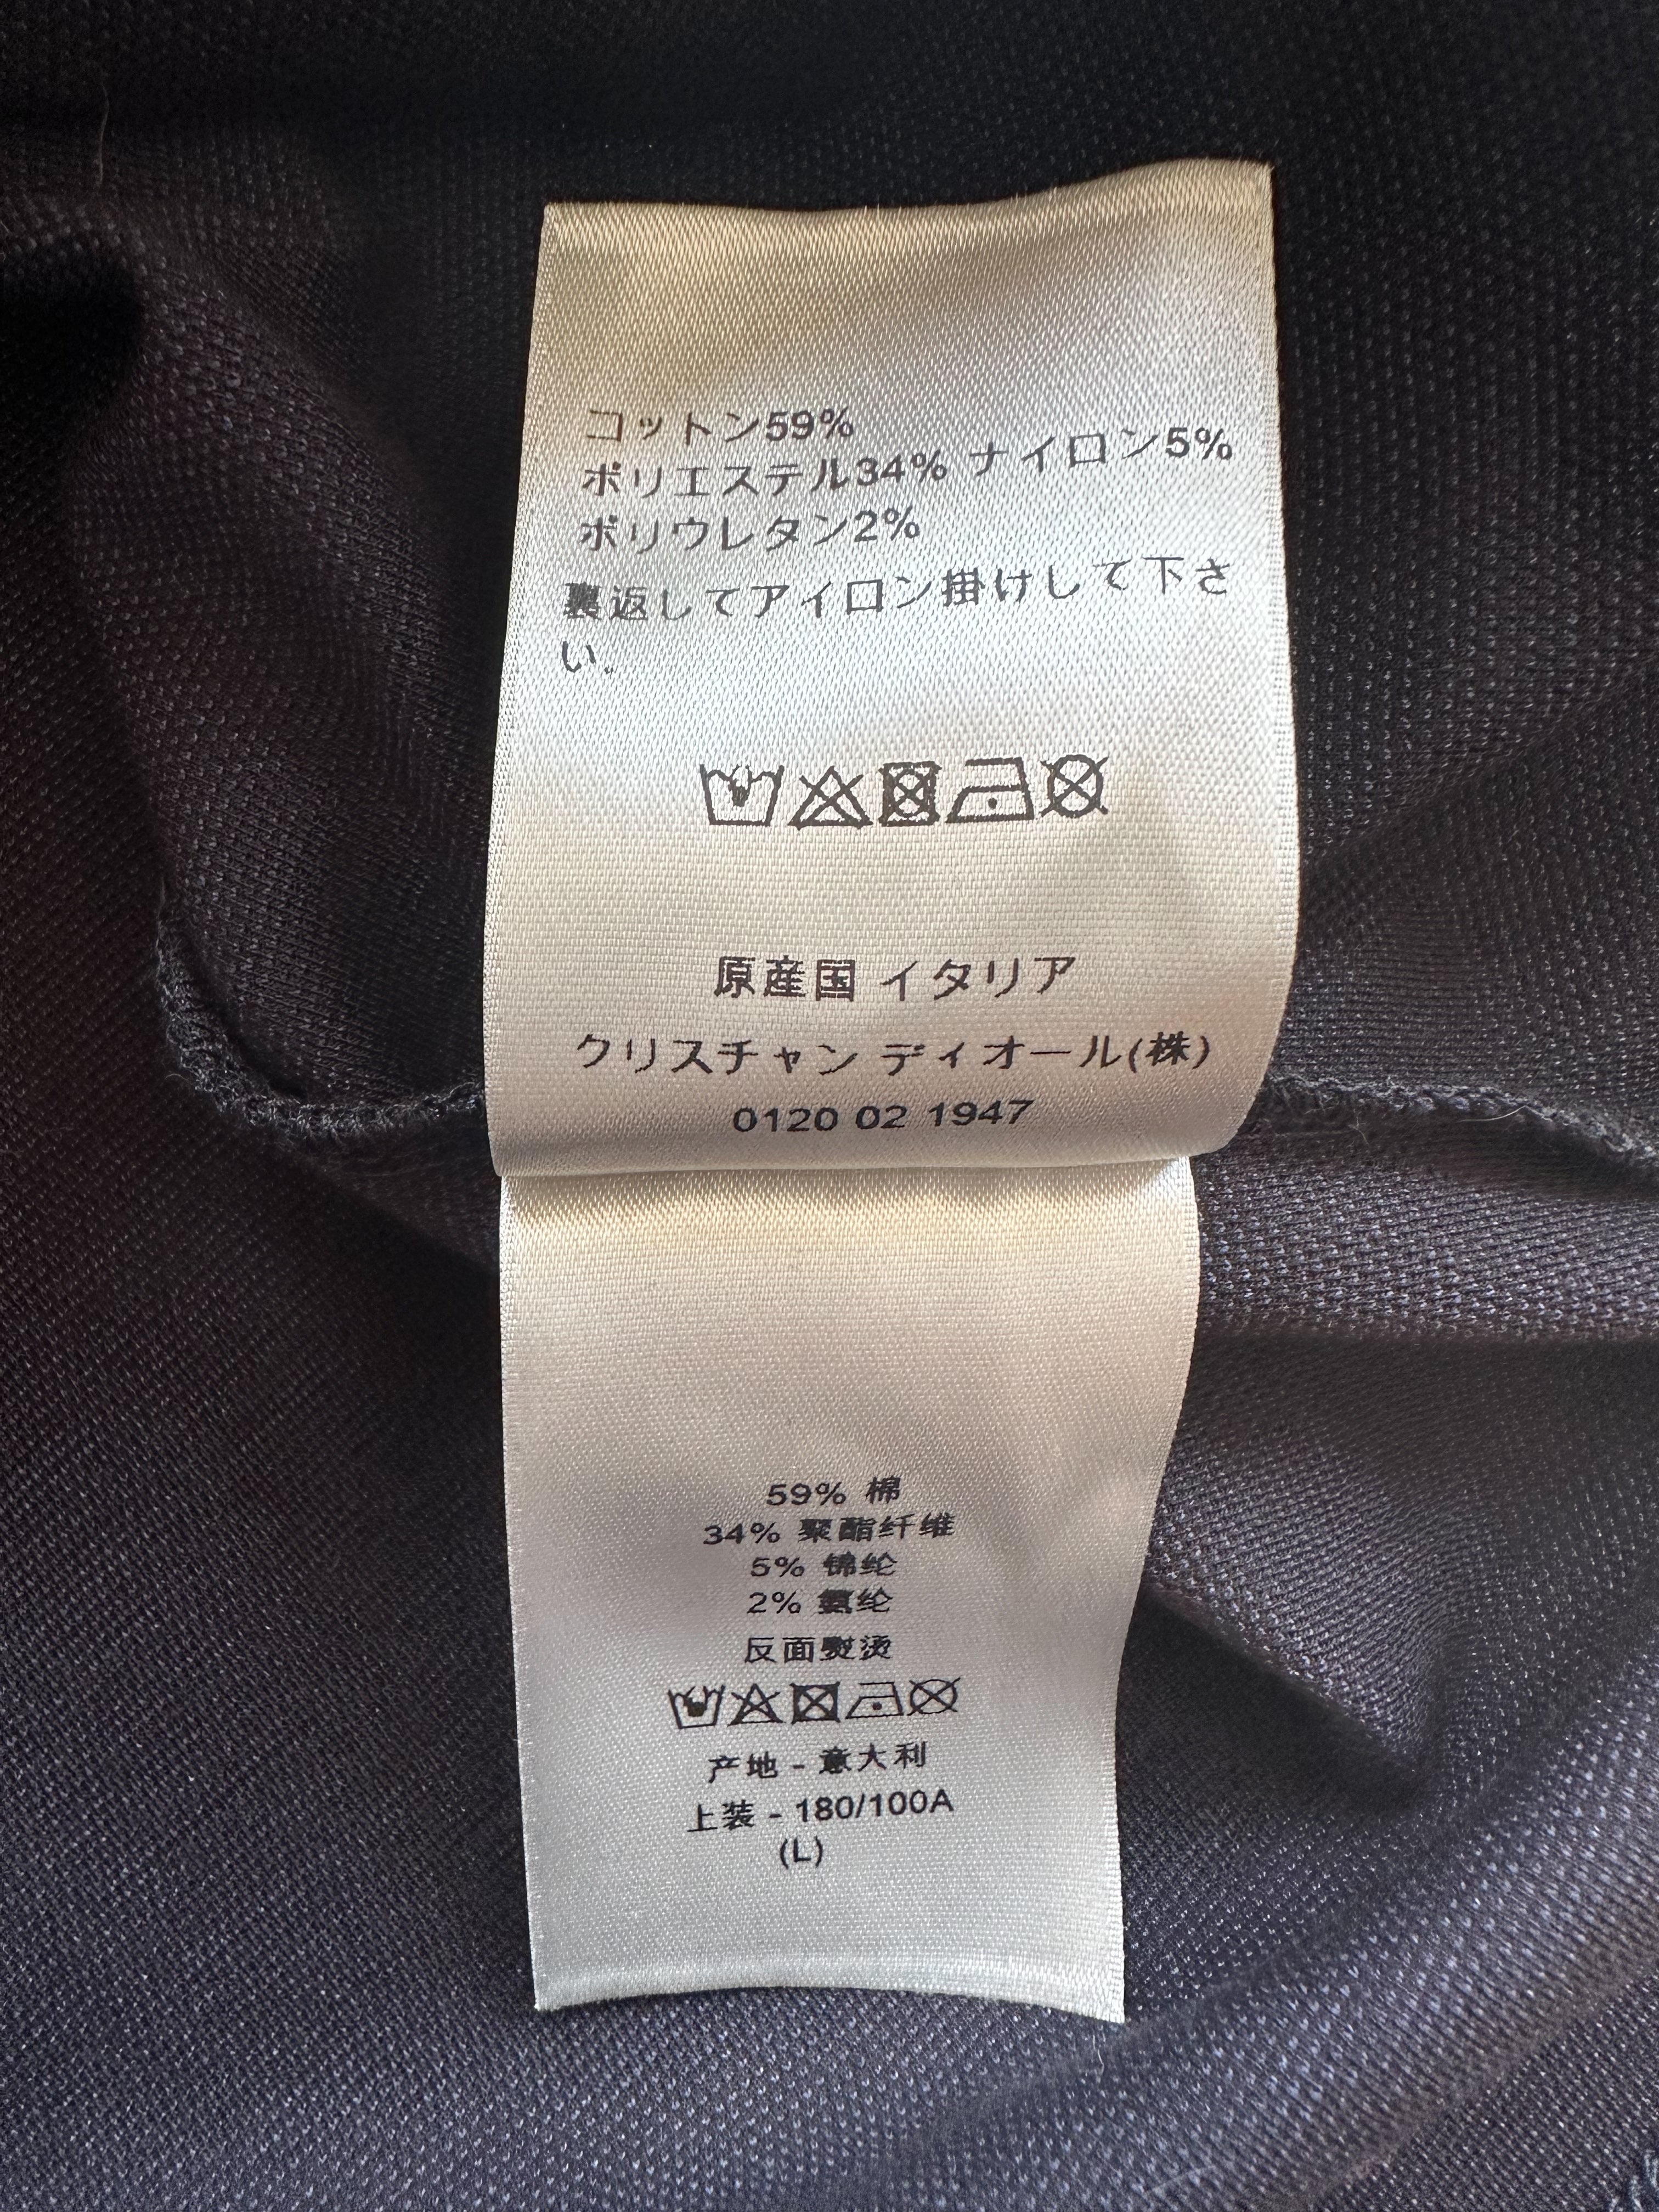 コットン59%
ポリエステル34% ナイロン5%
ポリウレタン2%
裏返してアイロン掛けして下さ
い。
原産国 イタリア
クリスチャン ディオール(株)
0120 02 1947
59% 棉
34% 聚酯纤维
5% 锦纶
2% 氨纶
反面熨烫
产地 - 意大利
上装 - 180/100A
(L)